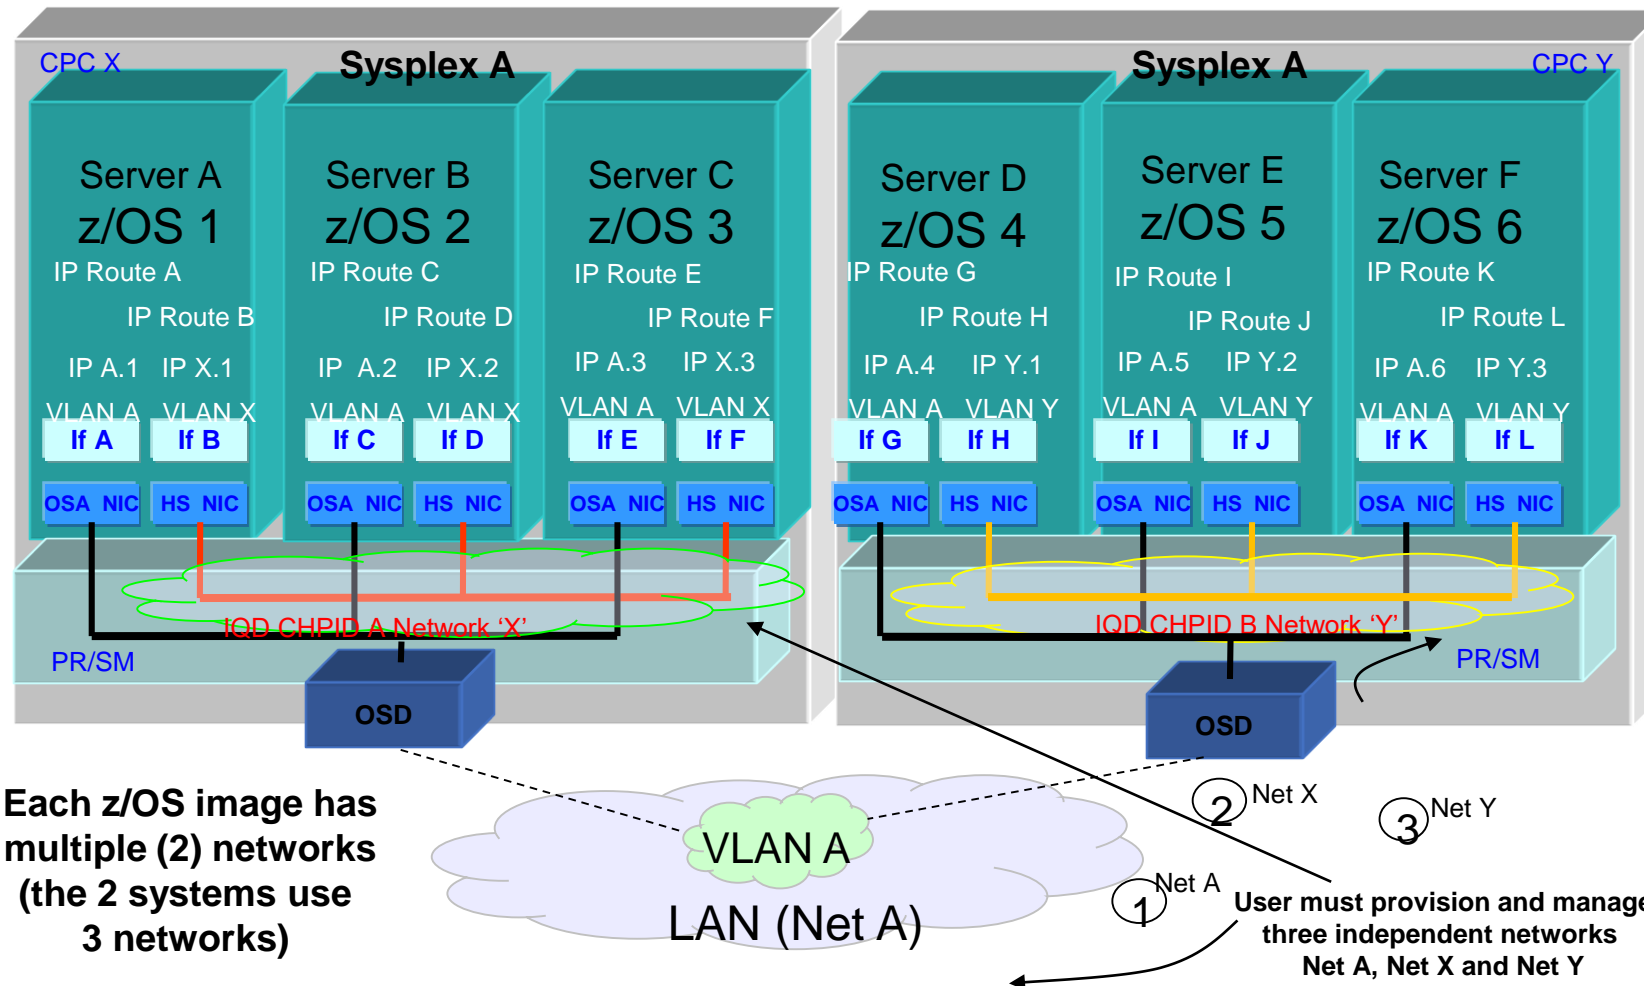 CPC X
Sysplex A
Server A
z/OS 1
IP Route A
IP Route B
IP A.1 IP X.1
VLAN A VLAN X
If A If B
OSA NIC HS NIC
Server B
z/OS 2
IP Route C
IP Route D
IP A.2 IP X.2
VLAN A VLAN X
If C If D
OSA NIC HS NIC
Server C
z/OS 3
IP Route E
IP Route F
IP A.3 IP X.3
VLAN A VLAN X
If E If F
OSA NIC HS NIC
IQD CHPID A Network ‘X’
PR/SM
OSD
Sysplex A
CPC Y
Server D
z/OS 4
IP Route G
IP Route H
IP A.4 IP Y.1
VLAN A VLAN Y
If G If H
OSA NIC HS NIC
Server E
z/OS 5
IP Route I
IP Route J
IP A.5 IP Y.2
VLAN A VLAN Y
If I If J
OSA NIC HS NIC
Server F
z/OS 6
IP Route K
IP Route L
IP A.6 IP Y.3
VLAN A VLAN Y
If K If L
OSA NIC HS NIC
IQD CHPID B Network ‘Y’
PR/SM
OSD
Each z/OS image has
multiple (2) networks
(the 2 systems use
3 networks)
VLAN A
LAN (Net A)
2 Net X
3 Net Y
1 Net A
User must provision and manage
three independent networks
Net A, Net X and Net Y